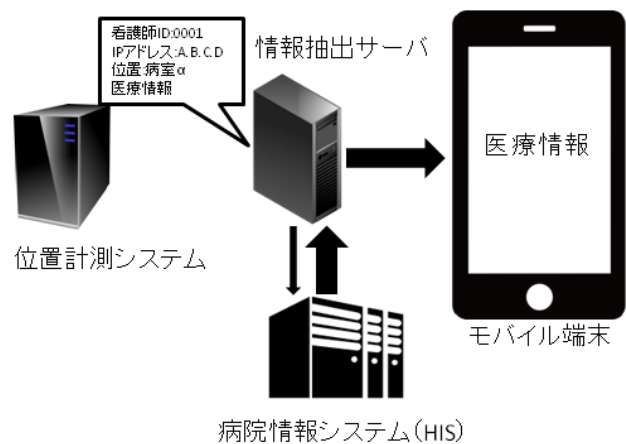 看護師ID:0001
IPアドレス:A.B.C.D
位置:病室α
医療情報
情報抽出サーバ
医療情報
位置計測システム
モバイル端末
病院情報システム(HIS)